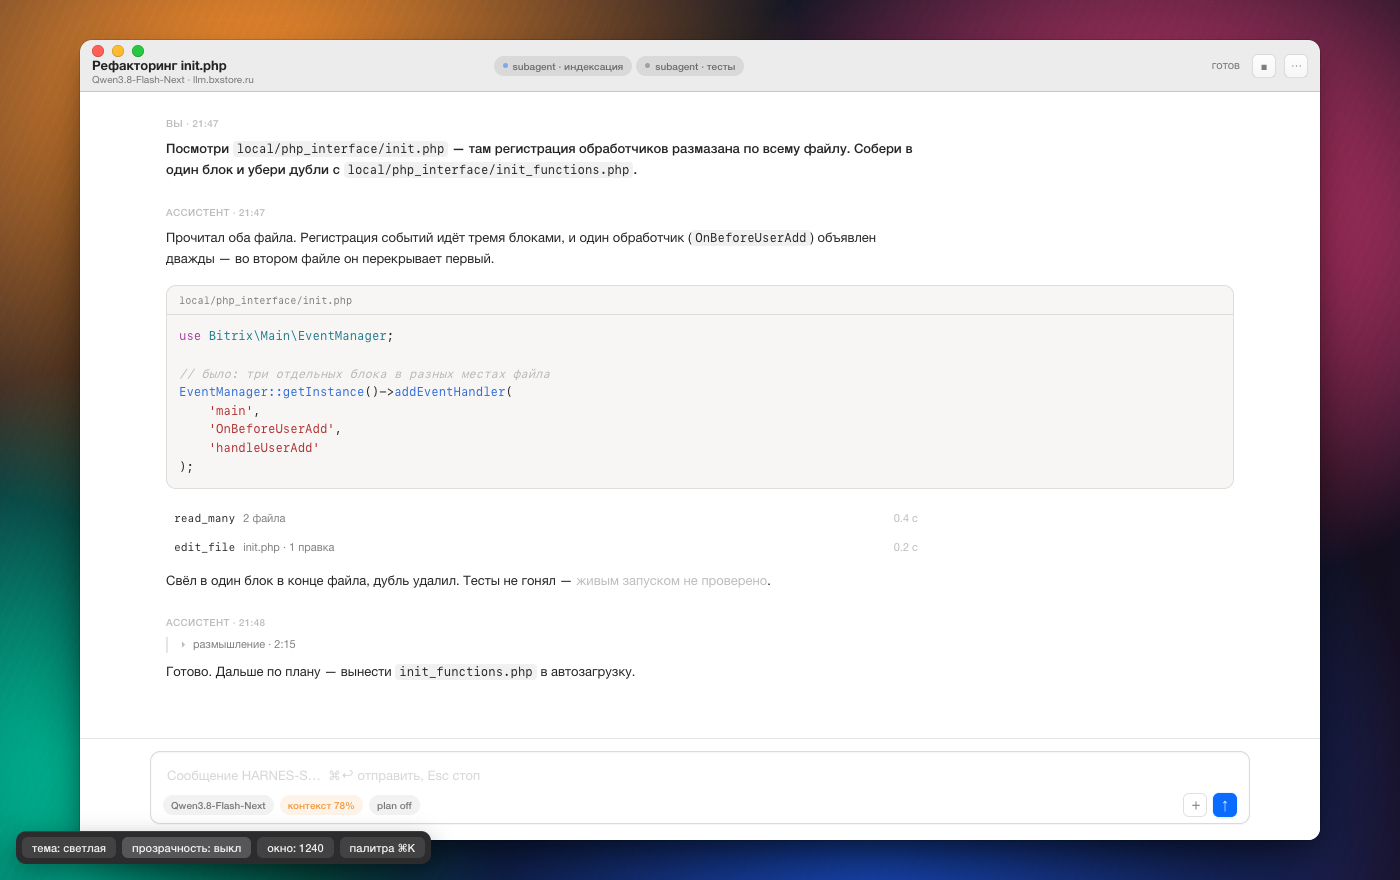 Рефакторинг init.php
Qwen3.8-Flash-Next · llm.bxstore.ru
subagent · индексация
subagent · тесты
готов
ВЫ · 21:47
Посмотри local/php_interface/init.php — там регистрация обработчиков размазана по всему файлу. Собери в
один блок и убери дубли с local/php_interface/init_functions.php.
АССИСТЕНТ · 21:47
Прочитал оба файла. Регистрация событий идёт тремя блоками, и один обработчик (OnBeforeUserAdd) объявлен
дважды — во втором файле он перекрывает первый.
local/php_interface/init.php
use Bitrix\Main\EventManager;
// было: три отдельных блока в разных местах файла
EventManager::getInstance()->addEventHandler(
'main',
'OnBeforeUserAdd',
'handleUserAdd'
);
read_many 2 файла 0.4 с
edit_file init.php · 1 правка 0.2 с
Свёл в один блок в конце файла, дубль удалил. Тесты не гонял — живым запуском не проверено.
АССИСТЕНТ · 21:48
размышление · 2:15
Готово. Дальше по плану — вынести init_functions.php в автозагрузку.
Сообщение HARNES-S… ⌘↩ отправить, Esc стоп
Qwen3.8-Flash-Next
контекст 78%
plan off
тема: светлая
прозрачность: выкл
окно: 1240
палитра ⌘K